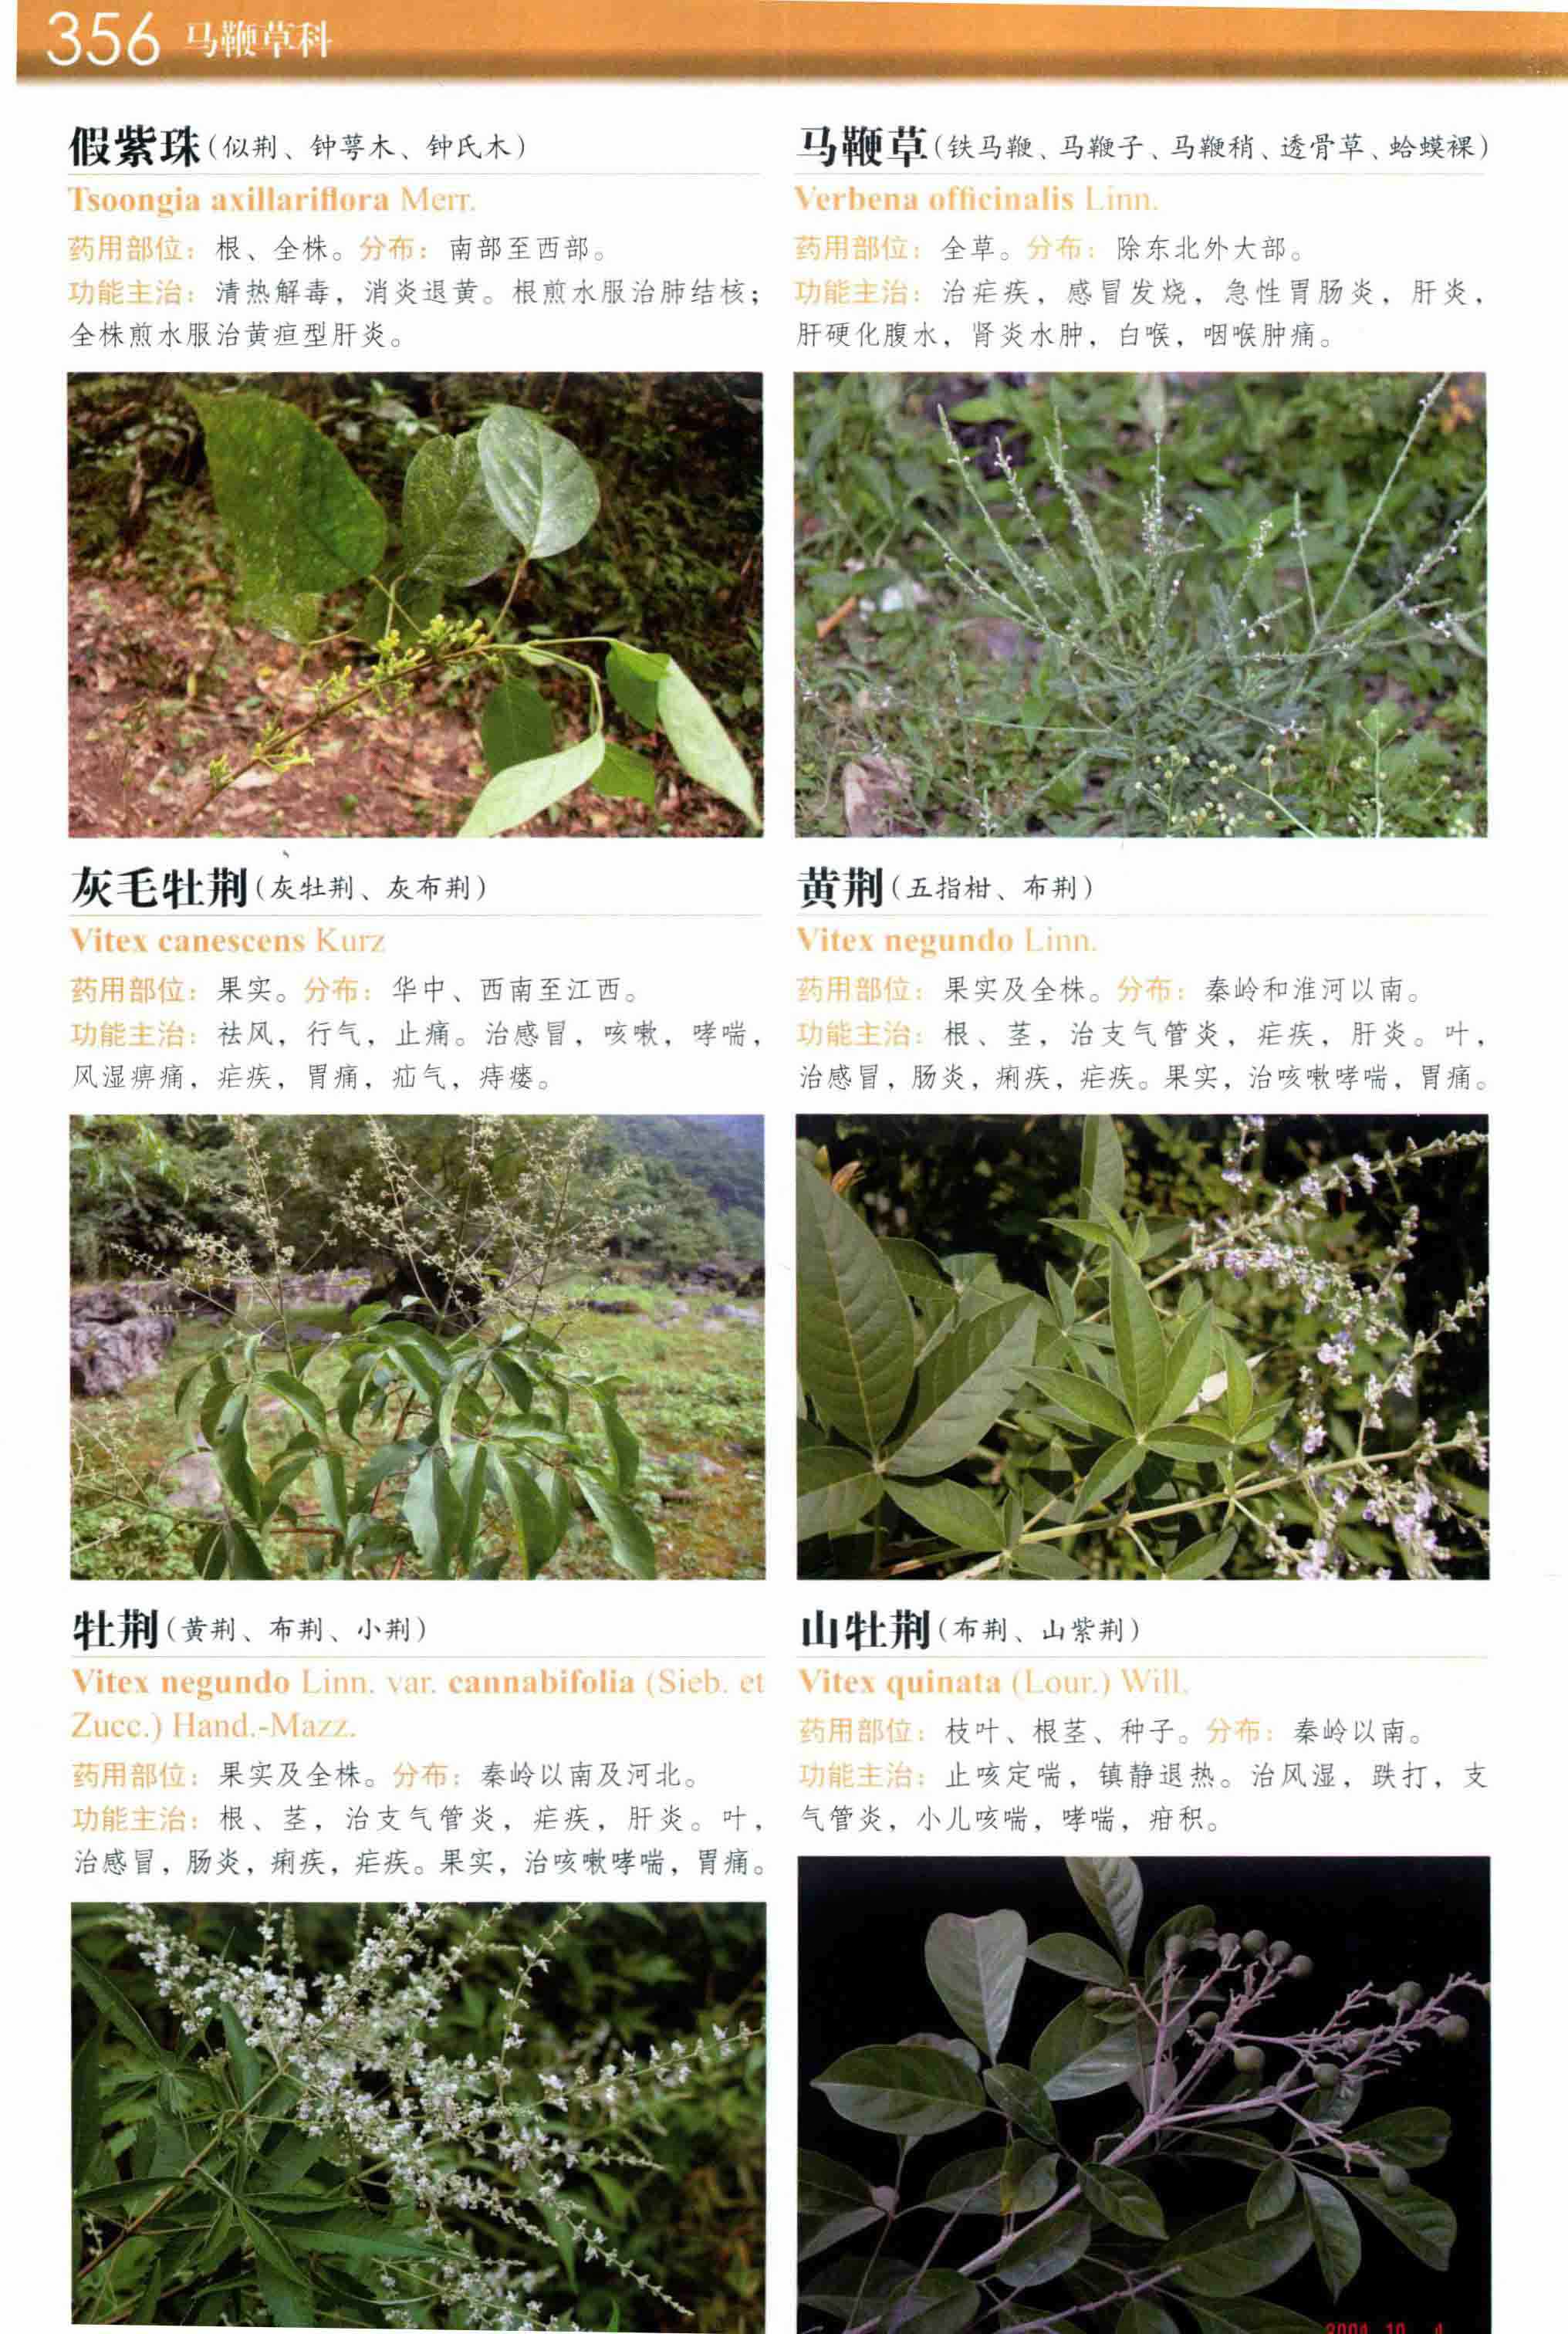 356 马鞭草科
假紫珠(似荆、钟萼木、钟氏木)
Tsoongia axillariflora Merr.
药用部位：根、全株。分布：南部至西部。
功能主治：清热解毒，消炎退黄。根煎水服治肺结核；
全株煎水服治黄疸型肝炎。
马鞭草(铁马鞭、马鞭子、马鞭稍、透骨草、蛤蟆裸)
Verbena officinalis Linn.
药用部位：全草。分布：除东北外大部。
功能主治：治疟疾，感冒发烧，急性胃肠炎，肝炎，
肝硬化腹水，肾炎水肿，白喉，咽喉肿痛。
灰毛牡荆(灰牡荆、灰布荆)
Vitex canescens Kurz
药用部位：果实。分布：华中、西南至江西。
功能主治：祛风，行气，止痛。治感冒，咳嗽，哮喘，
风湿痹痛，疟疾，胃痛，疝气，痔瘘。
黄荆(五指柑、布荆)
Vitex negundo Linn.
药用部位：果实及全株。分布：秦岭和淮河以南。
功能主治：根、茎，治支气管炎，疟疾，肝炎。叶，
治感冒，肠炎，痢疾，疟疾。果实，治咳嗽哮喘，胃痛。
牡荆(黄荆、布荆、小荆)
Vitex negundo Linn. var. cannabifolia (Sieb. et
Zucc.) Hand.-Mazz.
药用部位：果实及全株。分布：秦岭以南及河北。
功能主治：根、茎，治支气管炎，疟疾，肝炎。叶，
治感冒，肠炎，痢疾，疟疾。果实，治咳嗽哮喘，胃痛。
山牡荆(布荆、山紫荆)
Vitex quinata (Lour.) Will.
药用部位：枝叶、根茎、种子。分布：秦岭以南。
功能主治：止咳定喘，镇静退热。治风湿，跌打，支
气管炎，小儿咳喘，哮喘，疳积。